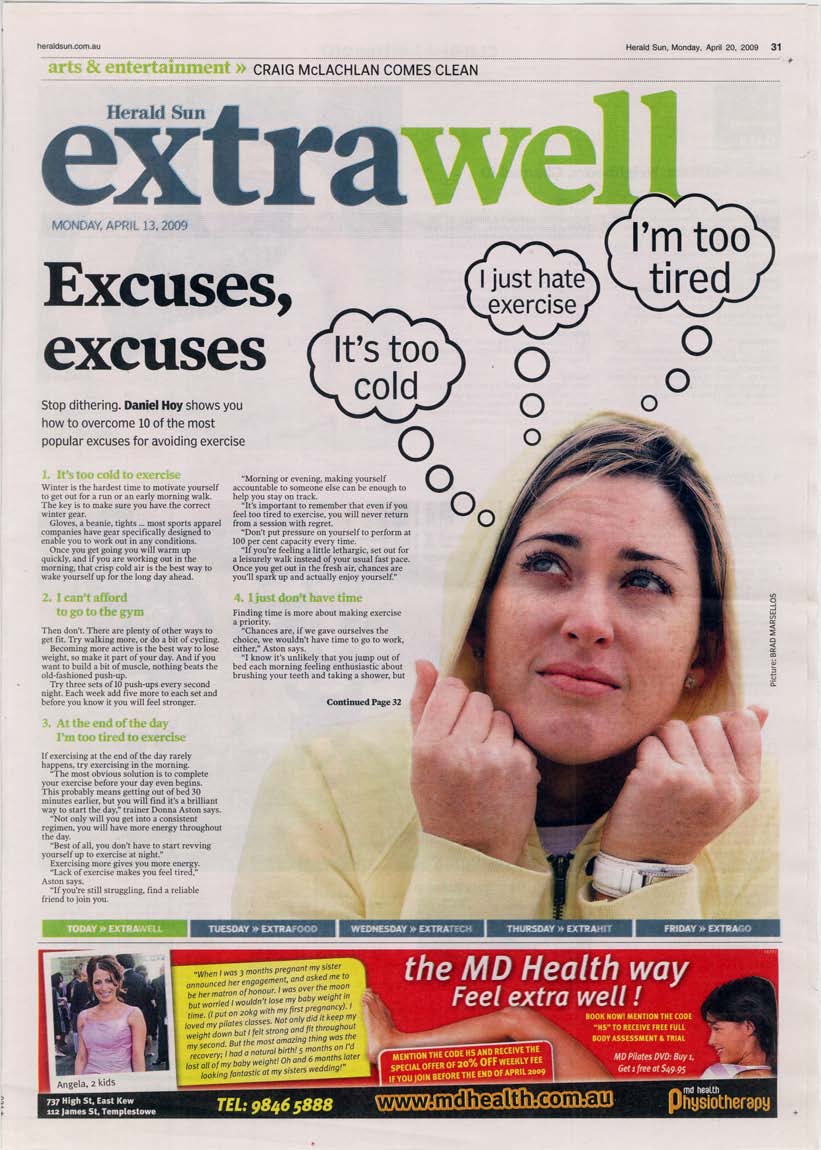 heraldsun.com.au
Herald Sun, Monday, April 20, 2009 31
arts & entertainment » CRAIG McLACHLAN COMES CLEAN
Herald Sun
extrawell
MONDAY, APRIL 13, 2009
Excuses,
excuses
Stop dithering. Daniel Hoy shows you
how to overcome 10 of the most
popular excuses for avoiding exercise
It's too
cold
I just hate
exercise
I'm too
tired
1. It's too cold to exercise
Winter is the hardest time to motivate yourself
to get out for a run or an early morning walk.
The key is to make sure you have the correct
winter gear.
Gloves, a beanie, tights ... most sports apparel
companies have gear specifically designed to
enable you to work out in any conditions.
Once you get going you will warm up
quickly, and if you are working out in the
morning, that crisp cold air is the best way to
wake yourself up for the long day ahead.
2. I can't afford
to go to the gym
Then don't. There are plenty of other ways to
get fit. Try walking more, or do a bit of cycling.
Becoming more active is the best way to lose
weight, so make it part of your day. And if you
want to build a bit of muscle, nothing beats the
old-fashioned push-up.
Try three sets of 10 push-ups every second
night. Each week add five more to each set and
before you know it you will feel stronger.
3. At the end of the day
I'm too tired to exercise
If exercising at the end of the day rarely
happens, try exercising in the morning.
"The most obvious solution is to complete
your exercise before your day even begins.
This probably means getting out of bed 30
minutes earlier, but you will find it's a brilliant
way to start the day," trainer Donna Aston says.
"Not only will you get into a consistent
regimen, you will have more energy throughout
the day.
"Best of all, you don't have to start revving
yourself up to exercise at night."
Exercising more gives you more energy.
"Lack of exercise makes you feel tired,"
Aston says.
"If you're still struggling, find a reliable
friend to join you.
"Morning or evening, making yourself
accountable to someone else can be enough to
help you stay on track.
"It's important to remember that even if you
feel too tired to exercise, you will never return
from a session with regret.
"Don't put pressure on yourself to perform at
100 per cent capacity every time.
"If you're feeling a little lethargic, set out for
a leisurely walk instead of your usual fast pace.
Once you get out in the fresh air, chances are
you'll spark up and actually enjoy yourself."
4. I just don't have time
Finding time is more about making exercise
a priority.
"Chances are, if we gave ourselves the
choice, we wouldn't have time to go to work,
either," Aston says.
"I know it's unlikely that you jump out of
bed each morning feeling enthusiastic about
brushing your teeth and taking a shower, but
Continued Page 32
Picture: BRAD MARSELLOS
TODAY » EXTRAWELL
TUESDAY » EXTRAFOOD
WEDNESDAY » EXTRATECH
THURSDAY » EXTRAHIT
FRIDAY » EXTRAGO
"When I was 3 months pregnant my sister
announced her engagement, and asked me to
be her matron of honour. I was over the moon
but worried I wouldn't lose my baby weight in
time. (I put on 20kg with my first pregnancy). I
loved my pilates classes. Not only did it keep my
weight down but I felt strong and fit throughout
my second. But the most amazing thing was the
recovery; I had a natural birth! 5 months on I'd
lost all of my baby weight! Oh and 6 months later
looking fantastic at my sisters wedding!"
Angela, 2 kids
the MD Health way
Feel extra well !
BOOK NOW! MENTION THE CODE
"HS" TO RECEIVE FREE FULL
BODY ASSESSMENT & TRIAL
MD Pilates DVD: Buy 1,
Get 1 free at $49.95
MENTION THE CODE HS AND RECEIVE THE
SPECIAL OFFER OF 20% OFF WEEKLY FEE
IF YOU JOIN BEFORE THE END OF APRIL 2009
737 High St, East Kew
112 James St, Templestowe
TEL: 9846 5888
www.mdhealth.com.au
md health
Physiotherapy